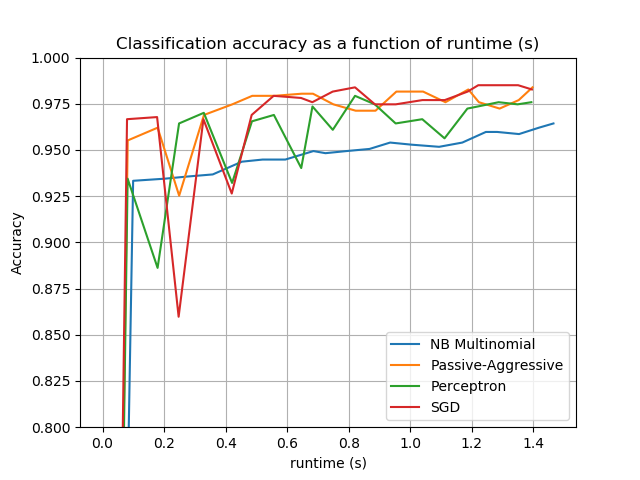 Classification accuracy as a function of runtime (s)
1.000
0.975
0.950
0.925
0.900
0.875
0.850
0.825
0.800
Accuracy
NB Multinomial
Passive-Aggressive
Perceptron
SGD
0.0 0.2 0.4 0.6 0.8 1.0 1.2 1.4
runtime (s)